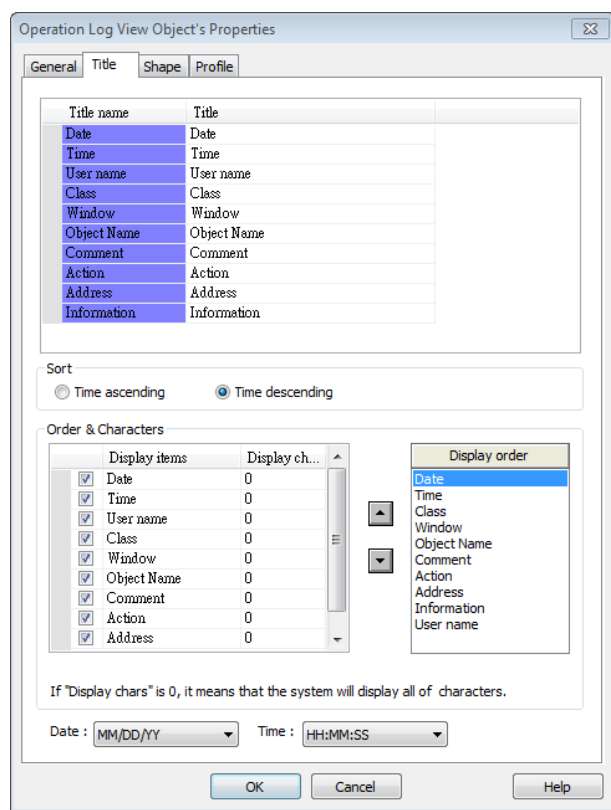 Operation Log View Object's Properties
General Title Shape Profile
Title name Title
Date Date
Time Time
User name User name
Class Class
Window Window
Object Name Object Name
Comment Comment
Action Action
Address Address
Information Information
Sort
Time ascending Time descending
Order & Characters
Display items Display ch...
Date 0
Time 0
User name 0
Class 0
Window 0
Object Name 0
Comment 0
Action 0
Address 0
Display order
Date
Time
Class
Window
Object Name
Comment
Action
Address
Information
User name
If "Display chars" is 0, it means that the system will display all of characters.
Date : MM/DD/YY Time : HH:MM:SS
OK Cancel Help